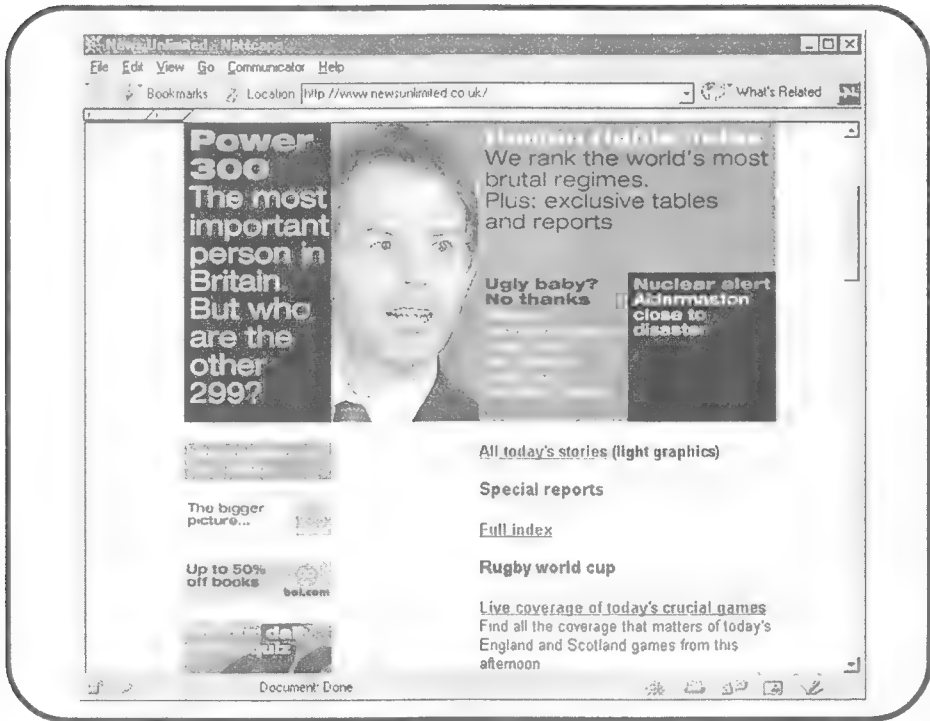 News Unlimited - Netscape
File Edit View Go Communicator Help
Bookmarks Location http://www.newsunlimited.co.uk/ What's Related
Power
300
The most
important
person in
Britain.
But who
are the
other
299?
We rank the world's most
brutal regimes.
Plus: exclusive tables
and reports
Ugly baby?
No thanks
Nuclear alert
Aldermaston
close to
disaster
The bigger
picture...
Up to 50%
off books
bol.com
quiz
All today's stories (light graphics)
Special reports
Full index
Rugby world cup
Live coverage of today's crucial games
Find all the coverage that matters of today's
England and Scotland games from this
afternoon
Document: Done